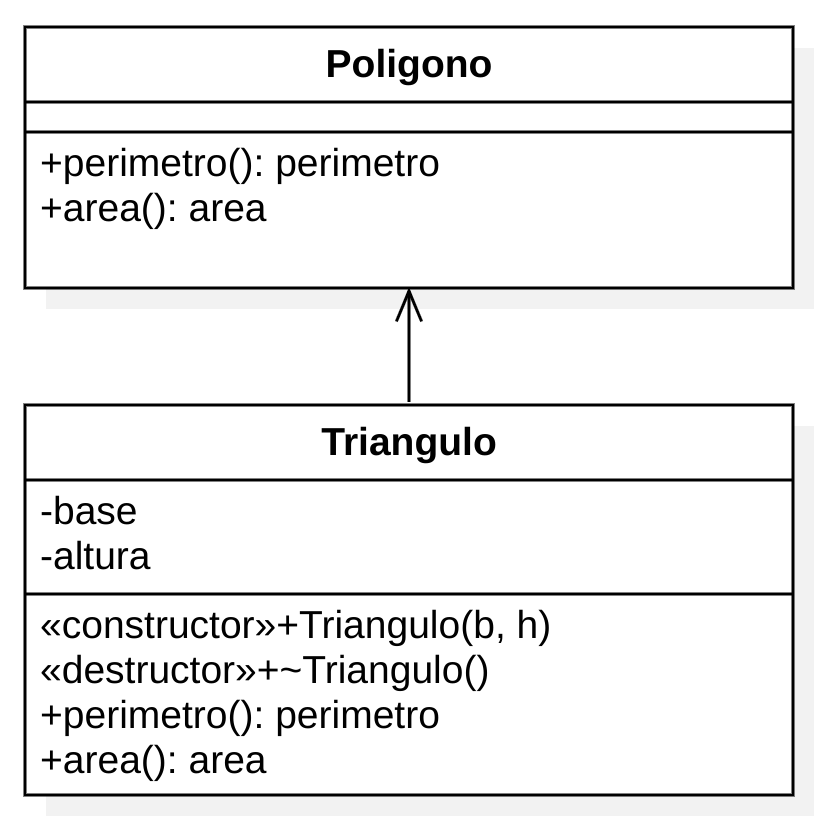 Poligono
+perimetro(): perimetro
+area(): area
Triangulo
-base
-altura
«constructor»+Triangulo(b, h)
«destructor»+~Triangulo()
+perimetro(): perimetro
+area(): area